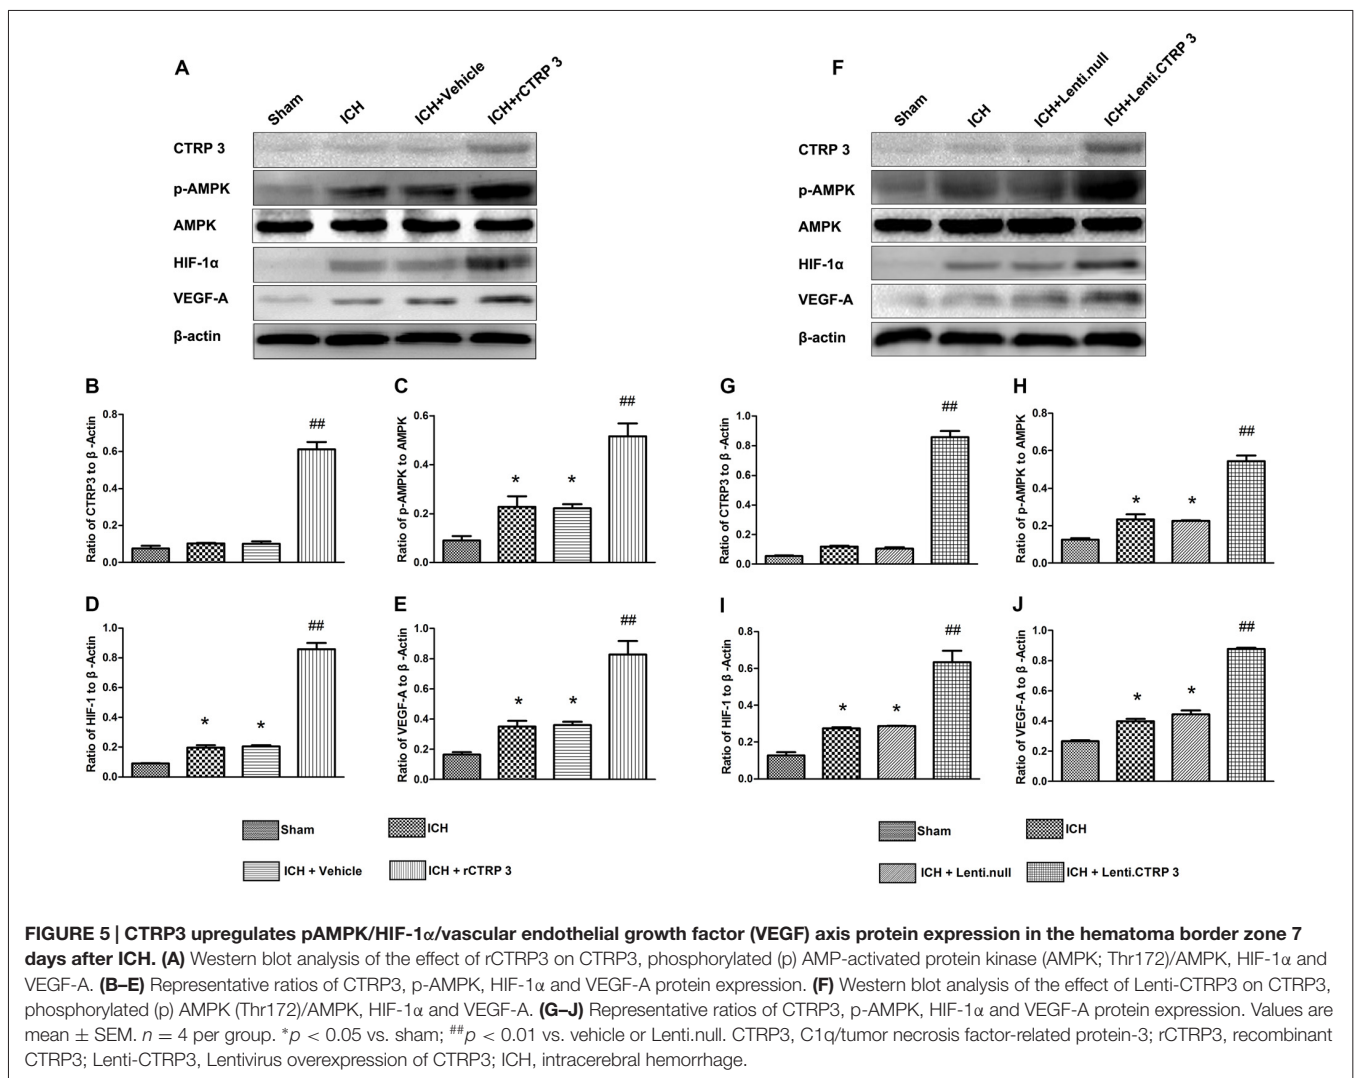 A
Sham
ICH
ICH+Vehicle
ICH+rCTRP 3
CTRP 3
p-AMPK
AMPK
HIF-1α
VEGF-A
β-actin
F
Sham
ICH
ICH+Lenti.null
ICH+Lenti.CTRP 3
CTRP 3
p-AMPK
AMPK
HIF-1α
VEGF-A
β-actin
B
Ratio of CTRP3 to β -Actin
0.8
0.6
0.4
0.2
0.0
##
C
Ratio of p-AMPK to AMPK
0.6
0.4
0.2
0.0
*
*
##
G
Ratio of CTRP3 to β -Actin
1.0
0.8
0.6
0.4
0.2
0.0
##
H
Ratio of p-AMPK to AMPK
0.8
0.6
0.4
0.2
0.0
*
*
##
D
Ratio of HIF-1 to β -Actin
1.0
0.8
0.6
0.4
0.2
0.0
*
*
##
E
Ratio of VEGF-A to β -Actin
1.0
0.8
0.6
0.4
0.2
0.0
*
*
##
I
Ratio of HIF-1 to β -Actin
0.8
0.6
0.4
0.2
0.0
*
*
##
J
Ratio of VEGF-A to β -Actin
1.0
0.8
0.6
0.4
0.2
0.0
*
*
##
Sham
ICH
ICH + Vehicle
ICH + rCTRP 3
Sham
ICH
ICH + Lenti.null
ICH + Lenti.CTRP 3
FIGURE 5 | CTRP3 upregulates pAMPK/HIF-1α/vascular endothelial growth factor (VEGF) axis protein expression in the hematoma border zone 7
days after ICH. (A) Western blot analysis of the effect of rCTRP3 on CTRP3, phosphorylated (p) AMP-activated protein kinase (AMPK; Thr172)/AMPK, HIF-1α and
VEGF-A. (B–E) Representative ratios of CTRP3, p-AMPK, HIF-1α and VEGF-A protein expression. (F) Western blot analysis of the effect of Lenti-CTRP3 on CTRP3,
phosphorylated (p) AMPK (Thr172)/AMPK, HIF-1α and VEGF-A. (G–J) Representative ratios of CTRP3, p-AMPK, HIF-1α and VEGF-A protein expression. Values are
mean ± SEM. n = 4 per group. *p < 0.05 vs. sham; ##p < 0.01 vs. vehicle or Lenti.null. CTRP3, C1q/tumor necrosis factor-related protein-3; rCTRP3, recombinant
CTRP3; Lenti-CTRP3, Lentivirus overexpression of CTRP3; ICH, intracerebral hemorrhage.